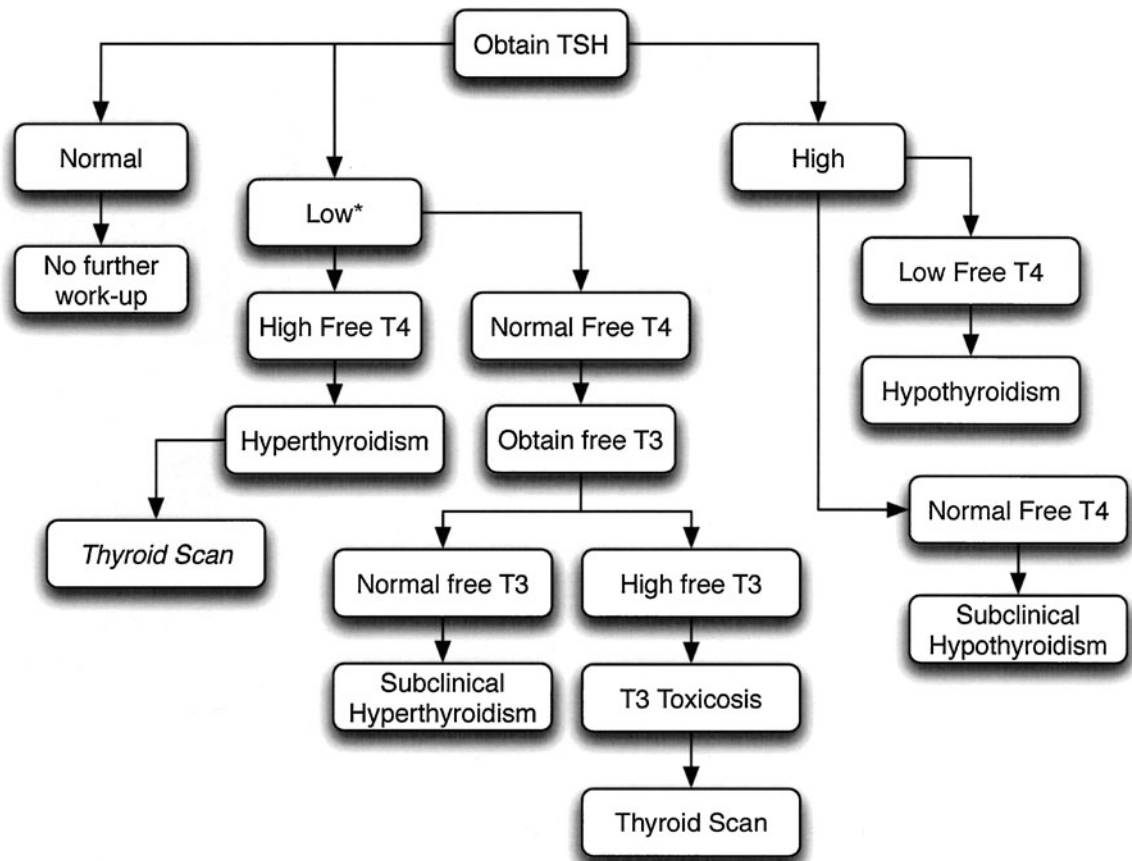 Obtain TSH
Normal
No further
work-up
Low*
High Free T4
Hyperthyroidism
Thyroid Scan
Normal Free T4
Obtain free T3
Normal free T3
Subclinical
Hyperthyroidism
High free T3
T3 Toxicosis
Thyroid Scan
High
Low Free T4
Hypothyroidism
Normal Free T4
Subclinical
Hypothyroidism